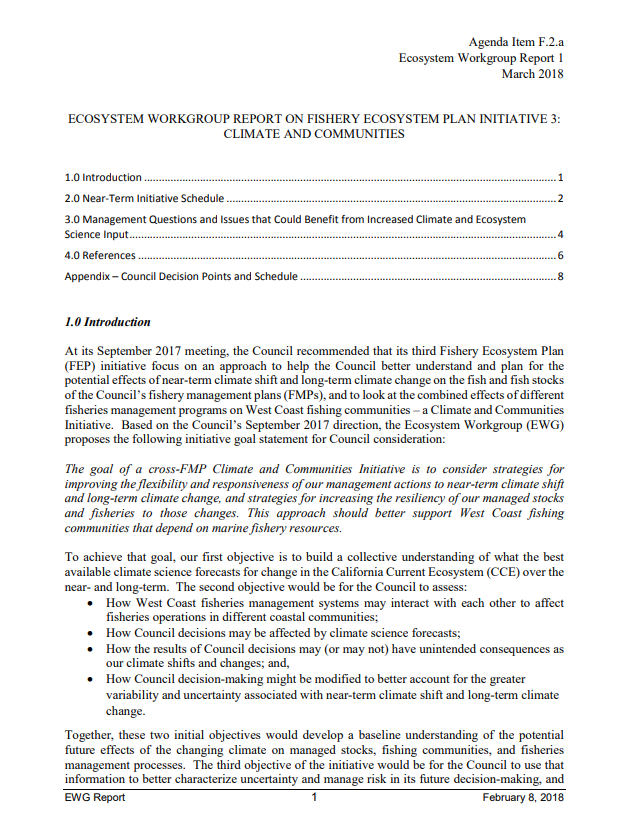 Agenda Item F.2.a
Ecosystem Workgroup Report 1
March 2018
ECOSYSTEM WORKGROUP REPORT ON FISHERY ECOSYSTEM PLAN INITIATIVE 3:
CLIMATE AND COMMUNITIES
1.0 Introduction ........................................................................................................................................ 1
2.0 Near-Term Initiative Schedule ............................................................................................................. 2
3.0 Management Questions and Issues that Could Benefit from Increased Climate and Ecosystem
Science Input............................................................................................................................................. 4
4.0 References .......................................................................................................................................... 6
Appendix – Council Decision Points and Schedule .................................................................................... 8
1.0 Introduction
At its September 2017 meeting, the Council recommended that its third Fishery Ecosystem Plan
(FEP) initiative focus on an approach to help the Council better understand and plan for the
potential effects of near-term climate shift and long-term climate change on the fish and fish stocks
of the Council's fishery management plans (FMPs), and to look at the combined effects of different
fisheries management programs on West Coast fishing communities – a Climate and Communities
Initiative. Based on the Council's September 2017 direction, the Ecosystem Workgroup (EWG)
proposes the following initiative goal statement for Council consideration:
The goal of a cross-FMP Climate and Communities Initiative is to consider strategies for
improving the flexibility and responsiveness of our management actions to near-term climate shift
and long-term climate change, and strategies for increasing the resiliency of our managed stocks
and fisheries to those changes. This approach should better support West Coast fishing
communities that depend on marine fishery resources.
To achieve that goal, our first objective is to build a collective understanding of what the best
available climate science forecasts for change in the California Current Ecosystem (CCE) over the
near- and long-term. The second objective would be for the Council to assess:
• How West Coast fisheries management systems may interact with each other to affect
fisheries operations in different coastal communities;
• How Council decisions may be affected by climate science forecasts;
• How the results of Council decisions may (or may not) have unintended consequences as
our climate shifts and changes; and,
• How Council decision-making might be modified to better account for the greater
variability and uncertainty associated with near-term climate shift and long-term climate
change.
Together, these two initial objectives would develop a baseline understanding of the potential
future effects of the changing climate on managed stocks, fishing communities, and fisheries
management processes. The third objective of the initiative would be for the Council to use that
information to better characterize uncertainty and manage risk in its future decision-making, and
EWG Report 1 February 8, 2018